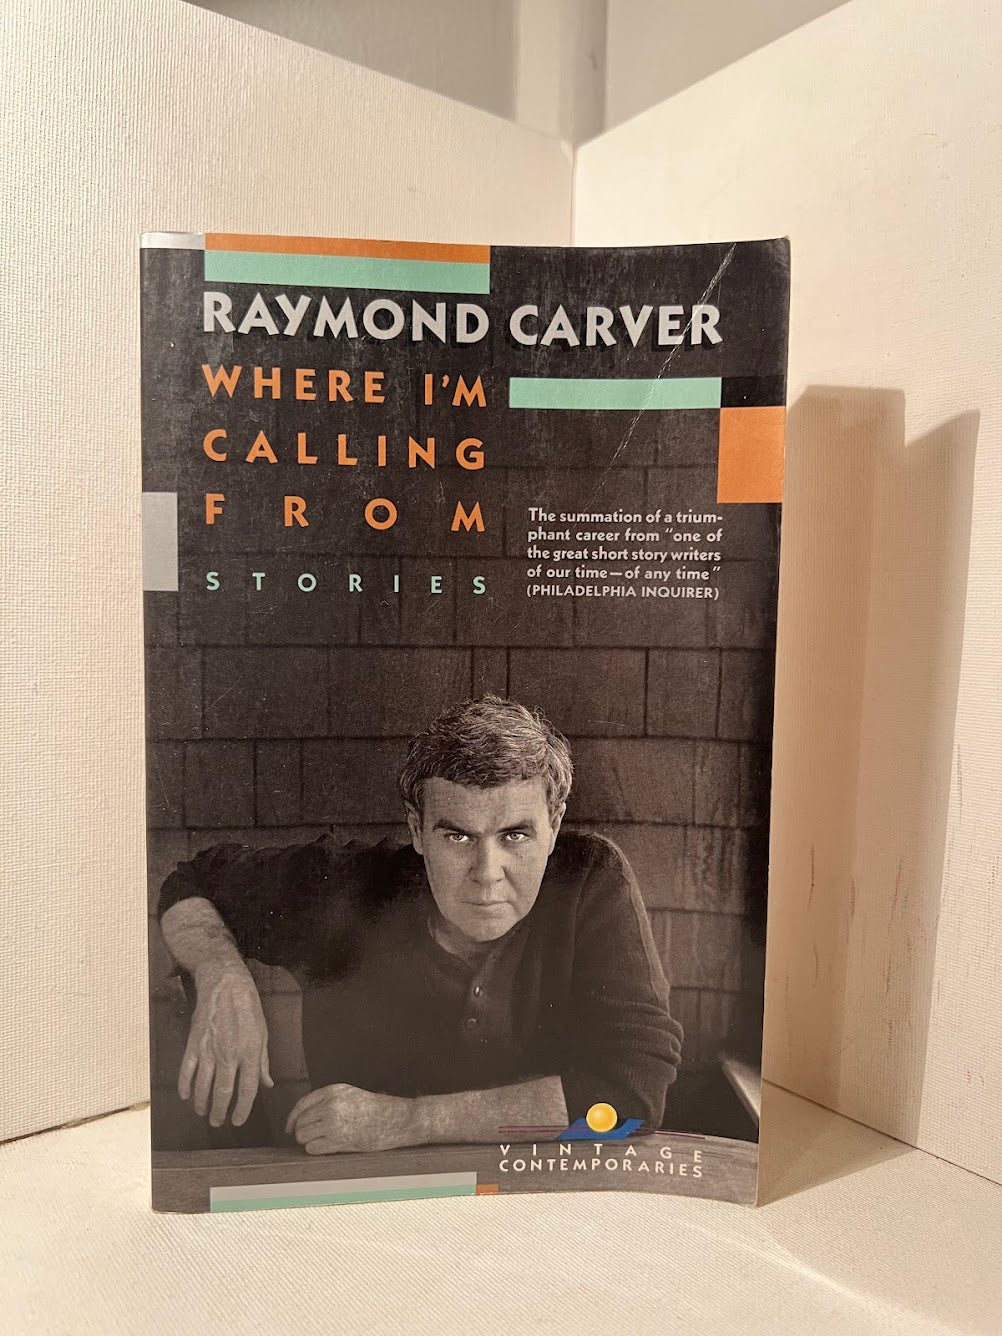 RAYMOND CARVER
WHERE I'M
CALLING
FROM
STORIES
The summation of a trium-
phant career from "one of
the great short story writers
of our time—of any time"
(PHILADELPHIA INQUIRER)
VINTAGE
CONTEMPORARIES